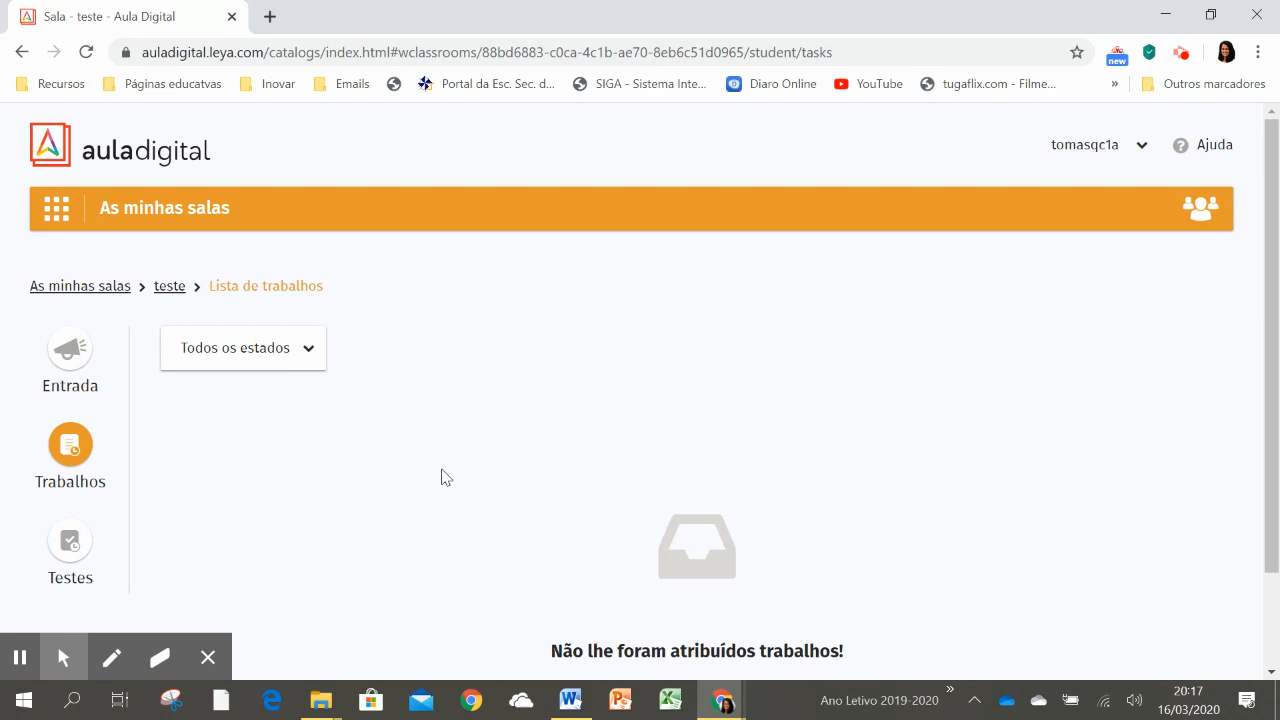 Sala - teste - Aula Digital
auladigital.leya.com/catalogs/index.html#wclassrooms/88bd6883-c0ca-4c1b-ae70-8eb6c51d0965/student/tasks
new
Recursos Páginas educatvas Inovar Emails Portal da Esc. Sec. d... SIGA - Sistema Inte... Diaro Online YouTube tugaflix.com - Filme... » Outros marcadores
auladigital
tomasqc1a ? Ajuda
As minhas salas
As minhas salas > teste > Lista de trabalhos
Todos os estados
Entrada
Trabalhos
Testes
Não lhe foram atribuídos trabalhos!
Ano Letivo 2019-2020 »
20:17
16/03/2020